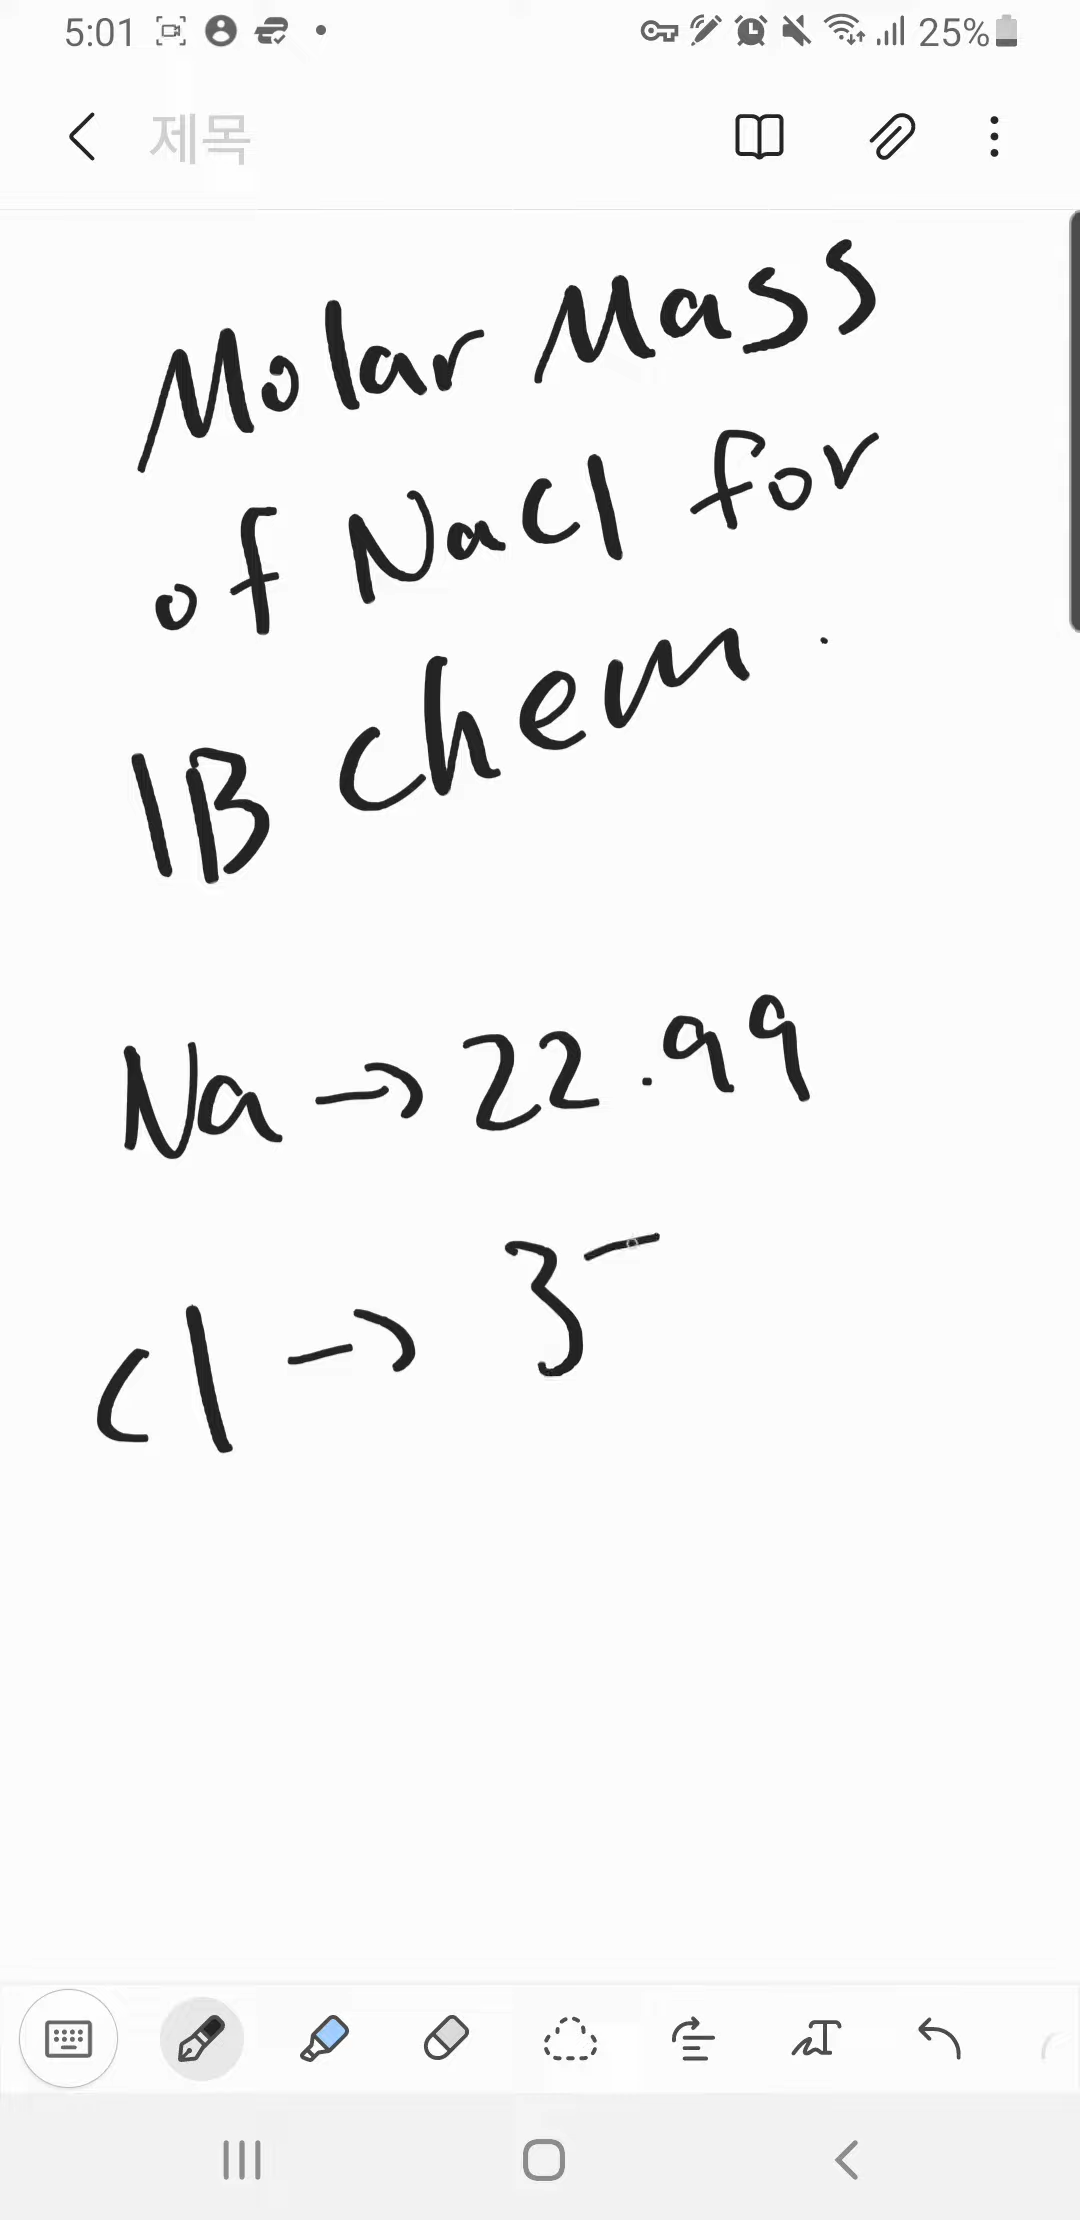 5:01 25%
제목
Molar Mass
of NaCl for
IB chem.
Na → 22.99
Cl → 3